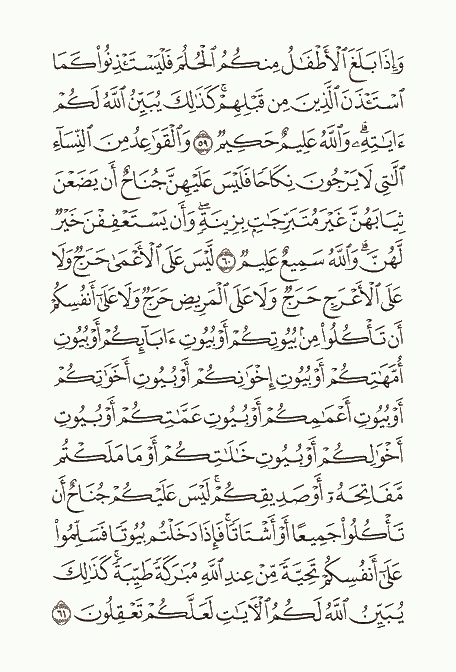 وَإِذَا بَلَغَ ٱلْأَطْفَـٰلُ مِنكُمُ ٱلْحُلُمَ فَلْيَسْتَـْٔذِنُوا۟ كَمَا
ٱسْتَـْٔذَنَ ٱلَّذِينَ مِن قَبْلِهِمْ ۚ كَذَٰلِكَ يُبَيِّنُ ٱللَّهُ لَكُمْ
ءَايَـٰتِهِۦ ۗ وَٱللَّهُ عَلِيمٌ حَكِيمٌ ٥٩ وَٱلْقَوَٰعِدُ مِنَ ٱلنِّسَآءِ
ٱلَّـٰتِى لَا يَرْجُونَ نِكَاحًا فَلَيْسَ عَلَيْهِنَّ جُنَاحٌ أَن يَضَعْنَ
ثِيَابَهُنَّ غَيْرَ مُتَبَرِّجَـٰتٍۭ بِزِينَةٍ ۖ وَأَن يَسْتَعْفِفْنَ خَيْرٌ
لَّهُنَّ ۗ وَٱللَّهُ سَمِيعٌ عَلِيمٌ ٦٠ لَّيْسَ عَلَى ٱلْأَعْمَىٰ حَرَجٌ وَلَا
عَلَى ٱلْأَعْرَجِ حَرَجٌ وَلَا عَلَى ٱلْمَرِيضِ حَرَجٌ وَلَا عَلَىٰٓ أَنفُسِكُمْ
أَن تَأْكُلُوا۟ مِنۢ بُيُوتِكُمْ أَوْ بُيُوتِ ءَابَآئِكُمْ أَوْ بُيُوتِ
أُمَّهَـٰتِكُمْ أَوْ بُيُوتِ إِخْوَٰنِكُمْ أَوْ بُيُوتِ أَخَوَٰتِكُمْ
أَوْ بُيُوتِ أَعْمَـٰمِكُمْ أَوْ بُيُوتِ عَمَّـٰتِكُمْ أَوْ بُيُوتِ
أَخْوَٰلِكُمْ أَوْ بُيُوتِ خَـٰلَـٰتِكُمْ أَوْ مَا مَلَكْتُم
مَّفَاتِحَهُۥٓ أَوْ صَدِيقِكُمْ ۚ لَيْسَ عَلَيْكُمْ جُنَاحٌ أَن
تَأْكُلُوا۟ جَمِيعًا أَوْ أَشْتَاتًا ۚ فَإِذَا دَخَلْتُم بُيُوتًا فَسَلِّمُوا۟
عَلَىٰٓ أَنفُسِكُمْ تَحِيَّةً مِّنْ عِندِ ٱللَّهِ مُبَـٰرَكَةً طَيِّبَةً ۚ كَذَٰلِكَ
يُبَيِّنُ ٱللَّهُ لَكُمُ ٱلْـَٔايَـٰتِ لَعَلَّكُمْ تَعْقِلُونَ ٦١